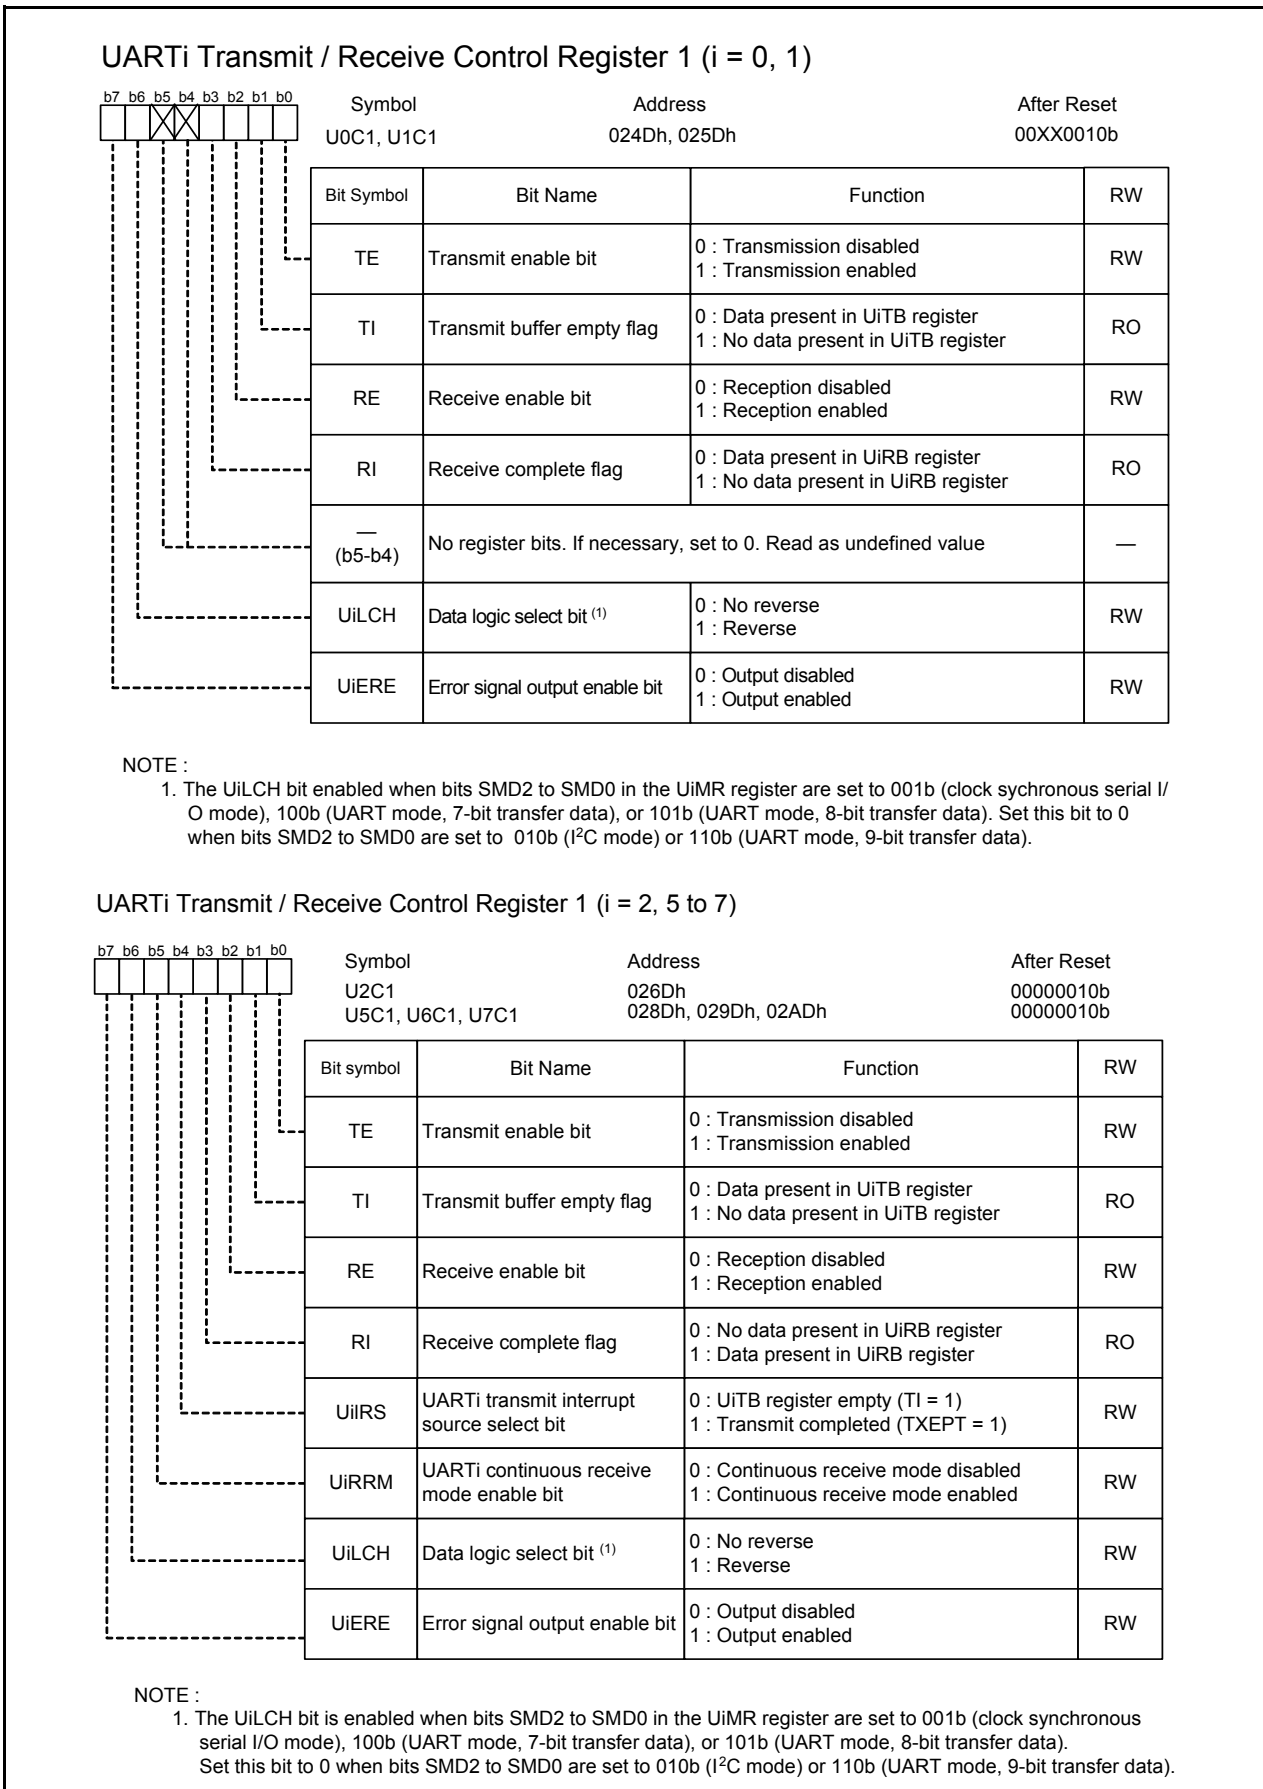 UARTi Transmit / Receive Control Register 1 (i = 0, 1)
b7 b6 b5 b4 b3 b2 b1 b0
Symbol Address After Reset
U0C1, U1C1 024Dh, 025Dh 00XX0010b
Bit Symbol Bit Name Function RW
TE Transmit enable bit 0 : Transmission disabled
1 : Transmission enabled RW
TI Transmit buffer empty flag 0 : Data present in UiTB register
1 : No data present in UiTB register RO
RE Receive enable bit 0 : Reception disabled
1 : Reception enabled RW
RI Receive complete flag 0 : Data present in UiRB register
1 : No data present in UiRB register RO
—
(b5-b4) No register bits. If necessary, set to 0. Read as undefined value —
UiLCH Data logic select bit (1) 0 : No reverse
1 : Reverse RW
UiERE Error signal output enable bit 0 : Output disabled
1 : Output enabled RW
NOTE :
1. The UiLCH bit enabled when bits SMD2 to SMD0 in the UiMR register are set to 001b (clock sychronous serial I/
O mode), 100b (UART mode, 7-bit transfer data), or 101b (UART mode, 8-bit transfer data). Set this bit to 0
when bits SMD2 to SMD0 are set to 010b (I2C mode) or 110b (UART mode, 9-bit transfer data).
UARTi Transmit / Receive Control Register 1 (i = 2, 5 to 7)
b7 b6 b5 b4 b3 b2 b1 b0
Symbol Address After Reset
U2C1 026Dh 00000010b
U5C1, U6C1, U7C1 028Dh, 029Dh, 02ADh 00000010b
Bit symbol Bit Name Function RW
TE Transmit enable bit 0 : Transmission disabled
1 : Transmission enabled RW
TI Transmit buffer empty flag 0 : Data present in UiTB register
1 : No data present in UiTB register RO
RE Receive enable bit 0 : Reception disabled
1 : Reception enabled RW
RI Receive complete flag 0 : No data present in UiRB register
1 : Data present in UiRB register RO
UiIRS UARTi transmit interrupt
source select bit 0 : UiTB register empty (TI = 1)
1 : Transmit completed (TXEPT = 1) RW
UiRRM UARTi continuous receive
mode enable bit 0 : Continuous receive mode disabled
1 : Continuous receive mode enabled RW
UiLCH Data logic select bit (1) 0 : No reverse
1 : Reverse RW
UiERE Error signal output enable bit 0 : Output disabled
1 : Output enabled RW
NOTE :
1. The UiLCH bit is enabled when bits SMD2 to SMD0 in the UiMR register are set to 001b (clock synchronous
serial I/O mode), 100b (UART mode, 7-bit transfer data), or 101b (UART mode, 8-bit transfer data).
Set this bit to 0 when bits SMD2 to SMD0 are set to 010b (I2C mode) or 110b (UART mode, 9-bit transfer data).